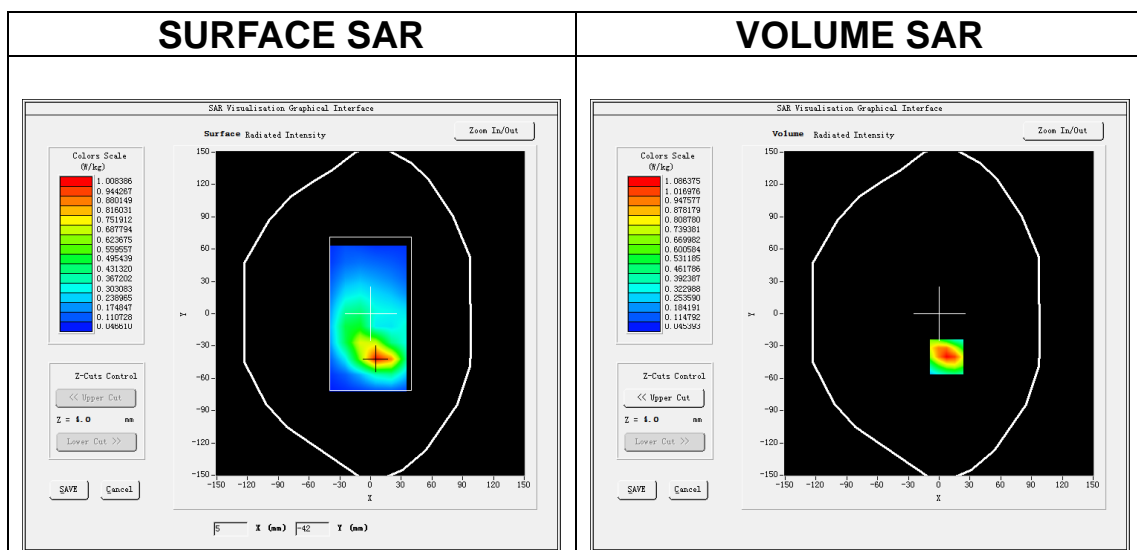 SURFACE SAR
VOLUME SAR
SAR Visualisation Graphical Interface
Surface Radiated Intensity
Zoom In/Out
Colors Scale
(W/kg)
1.008386
0.944267
0.880149
0.816031
0.751912
0.687794
0.623675
0.559557
0.495439
0.431320
0.367202
0.303083
0.238965
0.174847
0.110728
0.046610
150
120
90
60
30
0
-30
-60
-90
-120
-150
Y
-150 -120 -90 -60 -30 0 30 60 90 120 150
X
Z-Cuts Control
<< Upper Cut
Z = 4.0 mm
Lower Cut >>
SAVE Cancel
5 X (mm) -42 Y (mm)
SAR Visualisation Graphical Interface
Volume Radiated Intensity
Zoom In/Out
Colors Scale
(W/kg)
1.086375
1.016976
0.947577
0.878179
0.808780
0.739381
0.669982
0.600584
0.531185
0.461786
0.392387
0.322988
0.253590
0.184191
0.114792
0.045393
150
120
90
60
30
0
-30
-60
-90
-120
-150
Y
-150 -120 -90 -60 -30 0 30 60 90 120 150
X
Z-Cuts Control
<< Upper Cut
Z = 4.0 mm
Lower Cut >>
SAVE Cancel